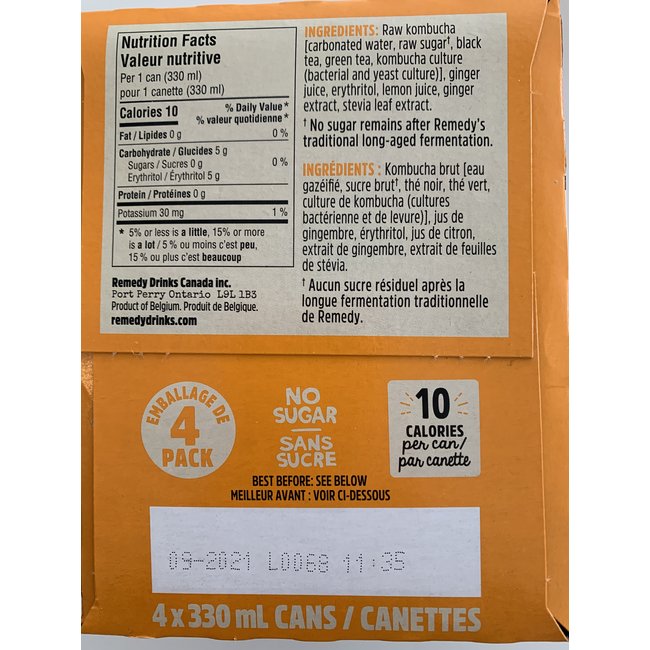 Nutrition Facts
Valeur nutritive
Per 1 can (330 ml)
pour 1 canette (330 ml)
Calories 10
% Daily Value*
% valeur quotidienne*
Fat / Lipides 0 g 0 %
Carbohydrate / Glucides 5 g
Sugars / Sucres 0 g 0 %
Erythritol / Érythritol 5 g
Protein / Protéines 0 g
Potassium 30 mg 1 %
* 5% or less is a little, 15% or more
is a lot / 5 % ou moins c'est peu,
15 % ou plus c'est beaucoup
Remedy Drinks Canada inc.
Port Perry Ontario L9L 1B3
Product of Belgium. Produit de Belgique.
remedydrinks.com
INGREDIENTS: Raw kombucha
[carbonated water, raw sugar†, black
tea, green tea, kombucha culture
(bacterial and yeast culture)], ginger
juice, erythritol, lemon juice, ginger
extract, stevia leaf extract.
† No sugar remains after Remedy's
traditional long-aged fermentation.
INGRÉDIENTS : Kombucha brut [eau
gazéifié, sucre brut†, thé noir, thé vert,
culture de kombucha (cultures
bactérienne et de levure)], jus de
gingembre, érythritol, jus de citron,
extrait de gingembre, extrait de feuilles
de stévia.
† Aucun sucre résiduel après la
longue fermentation traditionnelle
de Remedy.
EMBALLAGE DE
4
PACK
NO
SUGAR
SANS
SUCRE
10
CALORIES
per can/
par canette
BEST BEFORE: SEE BELOW
MEILLEUR AVANT : VOIR CI-DESSOUS
09-2021 L0068 11:35
4 x 330 mL CANS / CANETTES